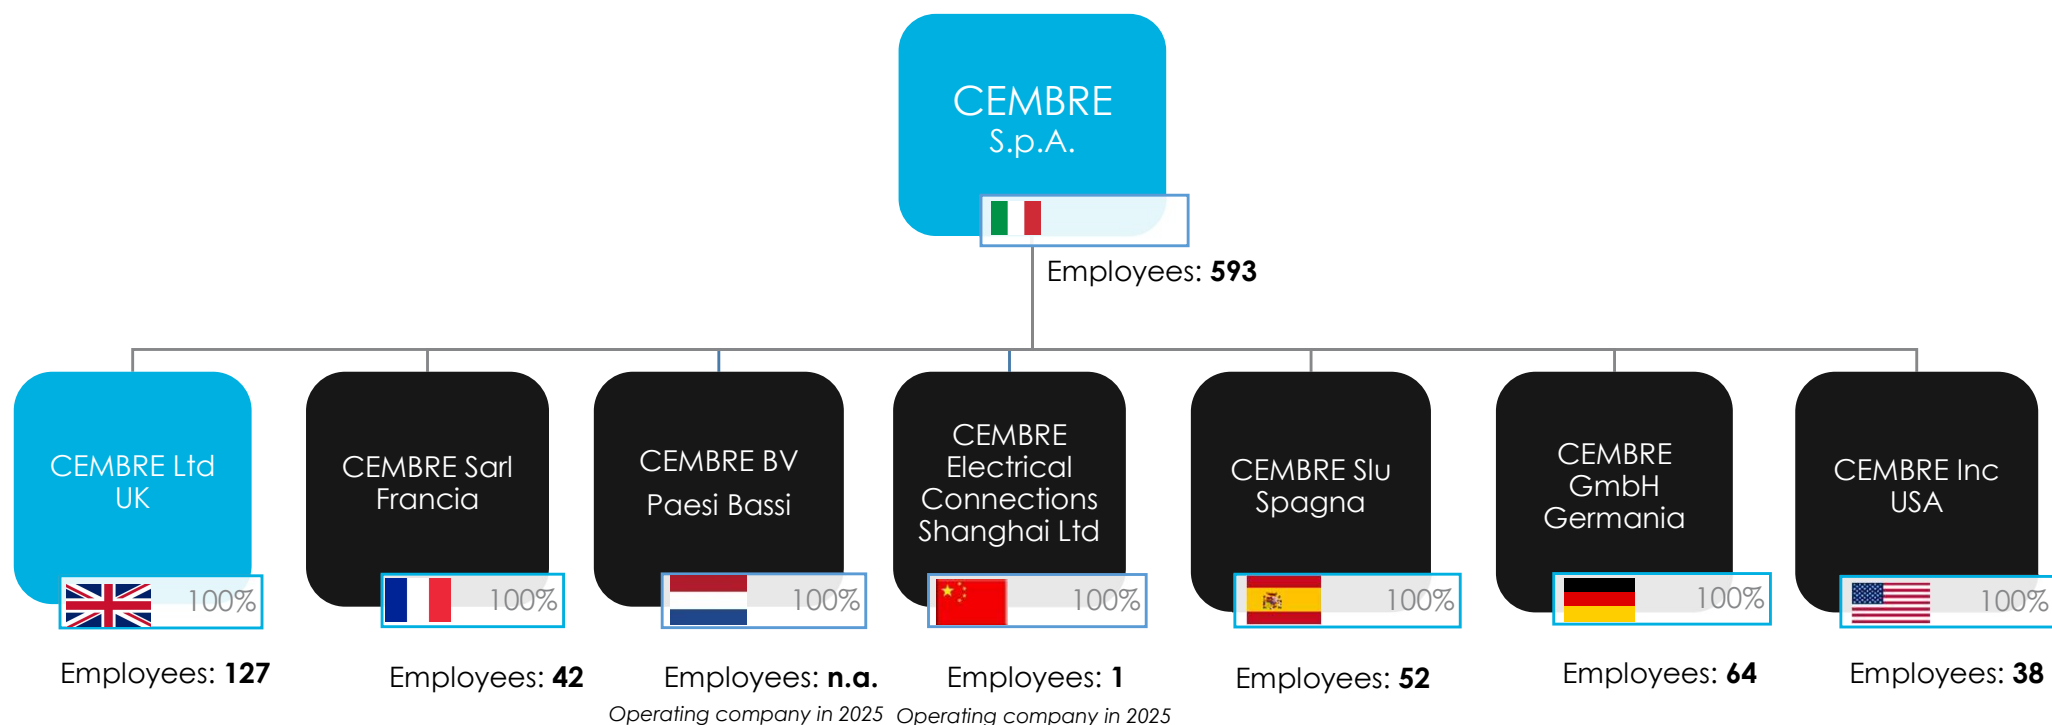 CEMBRE
S.p.A.
Employees: 593
CEMBRE Ltd
UK
100%
Employees: 127
CEMBRE Sarl
Francia
100%
Employees: 42
CEMBRE BV
Paesi Bassi
100%
Employees: n.a.
Operating company in 2025
CEMBRE
Electrical
Connections
Shanghai Ltd
100%
Employees: 1
Operating company in 2025
CEMBRE Slu
Spagna
100%
Employees: 52
CEMBRE
GmbH
Germania
100%
Employees: 64
CEMBRE Inc
USA
100%
Employees: 38